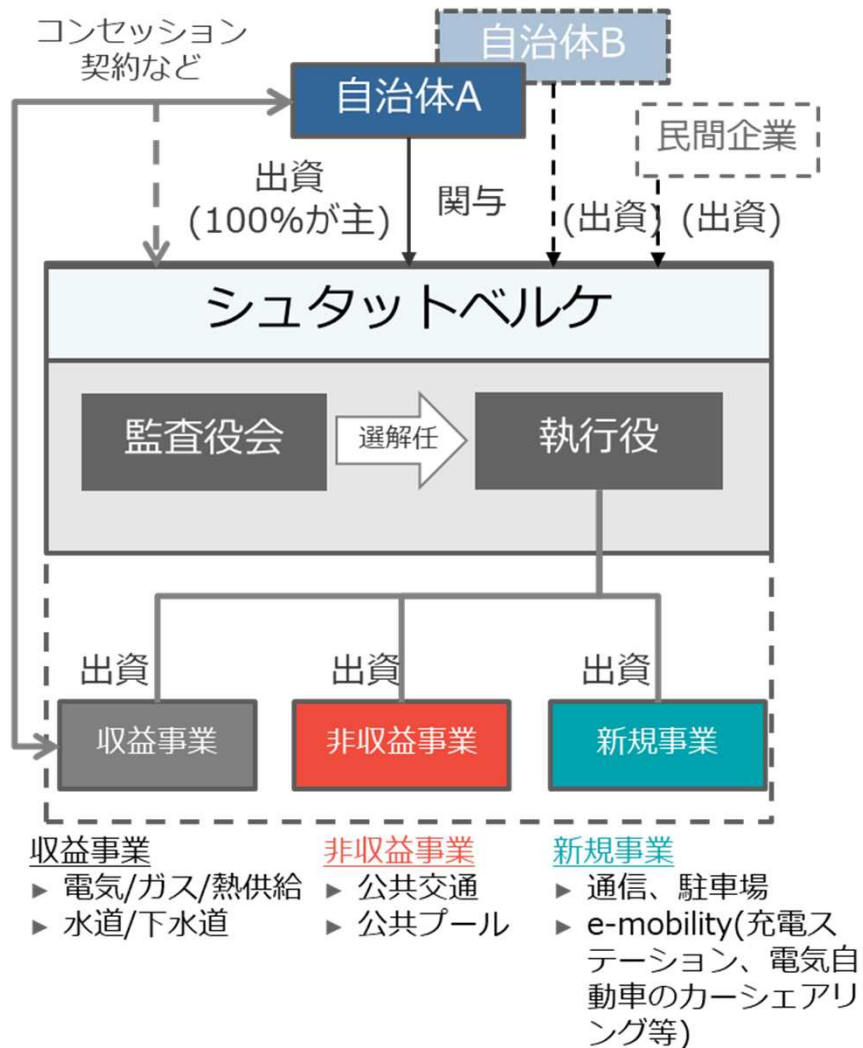 コンセッション
契約など
自治体B
自治体A
民間企業
出資
(100%が主)
関与
(出資)
(出資)
シュタットベルケ
監査役会
選解任
執行役
出資
出資
出資
収益事業
非収益事業
新規事業
収益事業
▶ 電気/ガス/熱供給
▶ 水道/下水道
非収益事業
▶ 公共交通
▶ 公共プール
新規事業
▶ 通信、駐車場
▶ e-mobility(充電ス
テーション、電気自
動車のカーシェアリ
ング等)